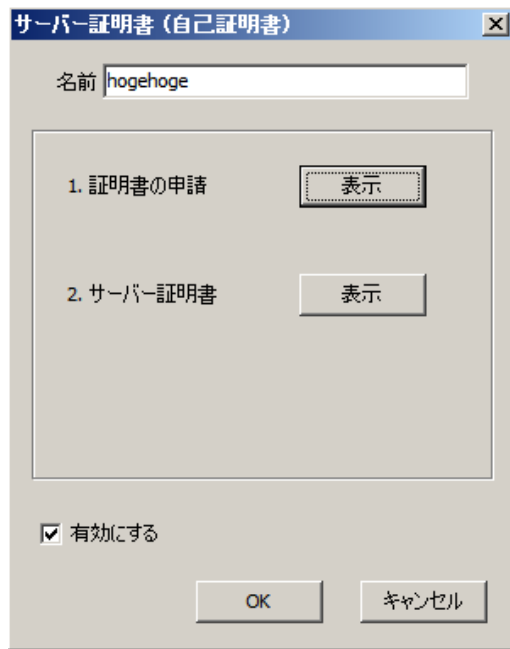 サーバー証明書（自己証明書）
名前 hogehoge
1. 証明書の申請 表示
2. サーバー証明書 表示
有効にする
OK キャンセル